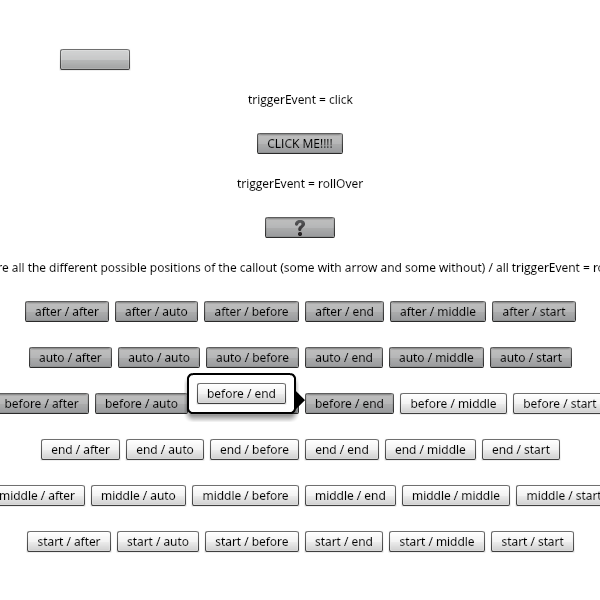 triggerEvent = click
CLICK ME!!!!
triggerEvent = rollOver
?
all the different possible positions of the callout (some with arrow and some without) / all triggerEvent =
after / after after / auto after / before after / end after / middle after / start
auto / after auto / auto auto / before auto / end auto / middle auto / start
before / after before / auto before / end before / end before / middle before / start
end / after end / auto end / before end / end end / middle end / start
middle / after middle / auto middle / before middle / end middle / middle middle / start
start / after start / auto start / before start / end start / middle start / start